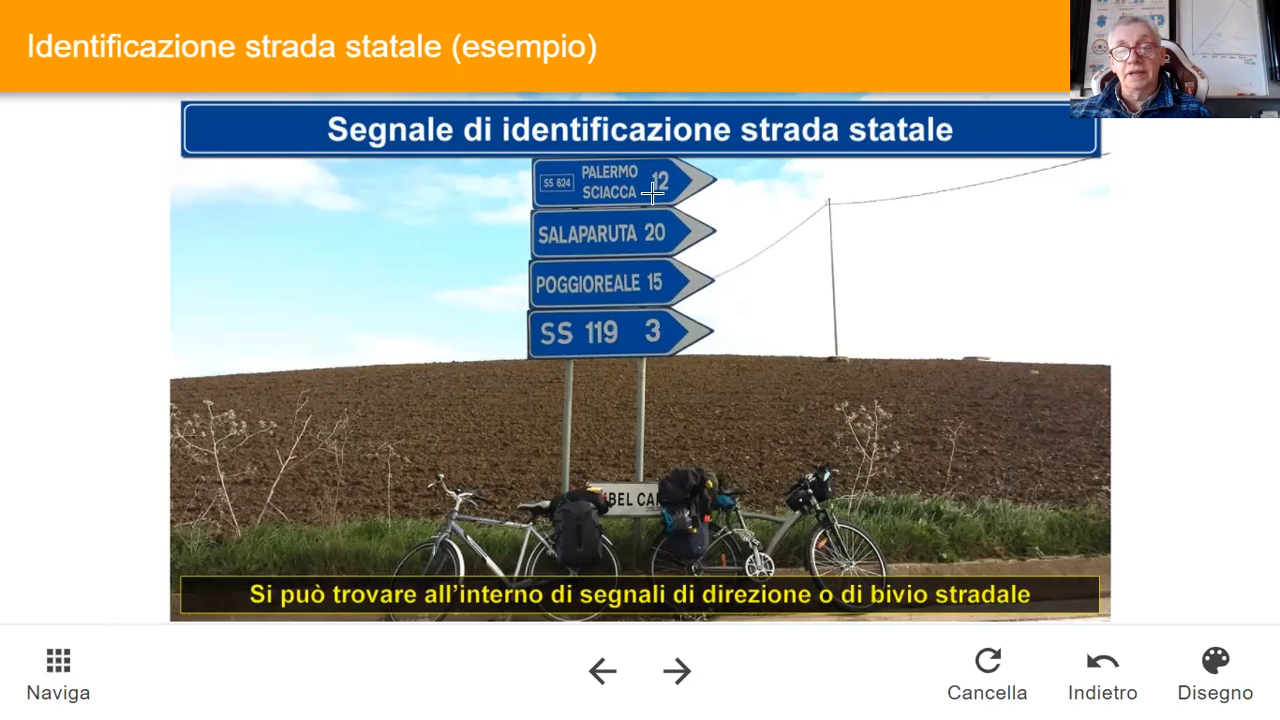 Identificazione strada statale (esempio)
Segnale di identificazione strada statale
SS 624 PALERMO 12
SCIACCA
SALAPARUTA 20
POGGIOREALE 15
SS 119 3
Si può trovare all'interno di segnali di direzione o di bivio stradale
Naviga
Cancella
Indietro
Disegno